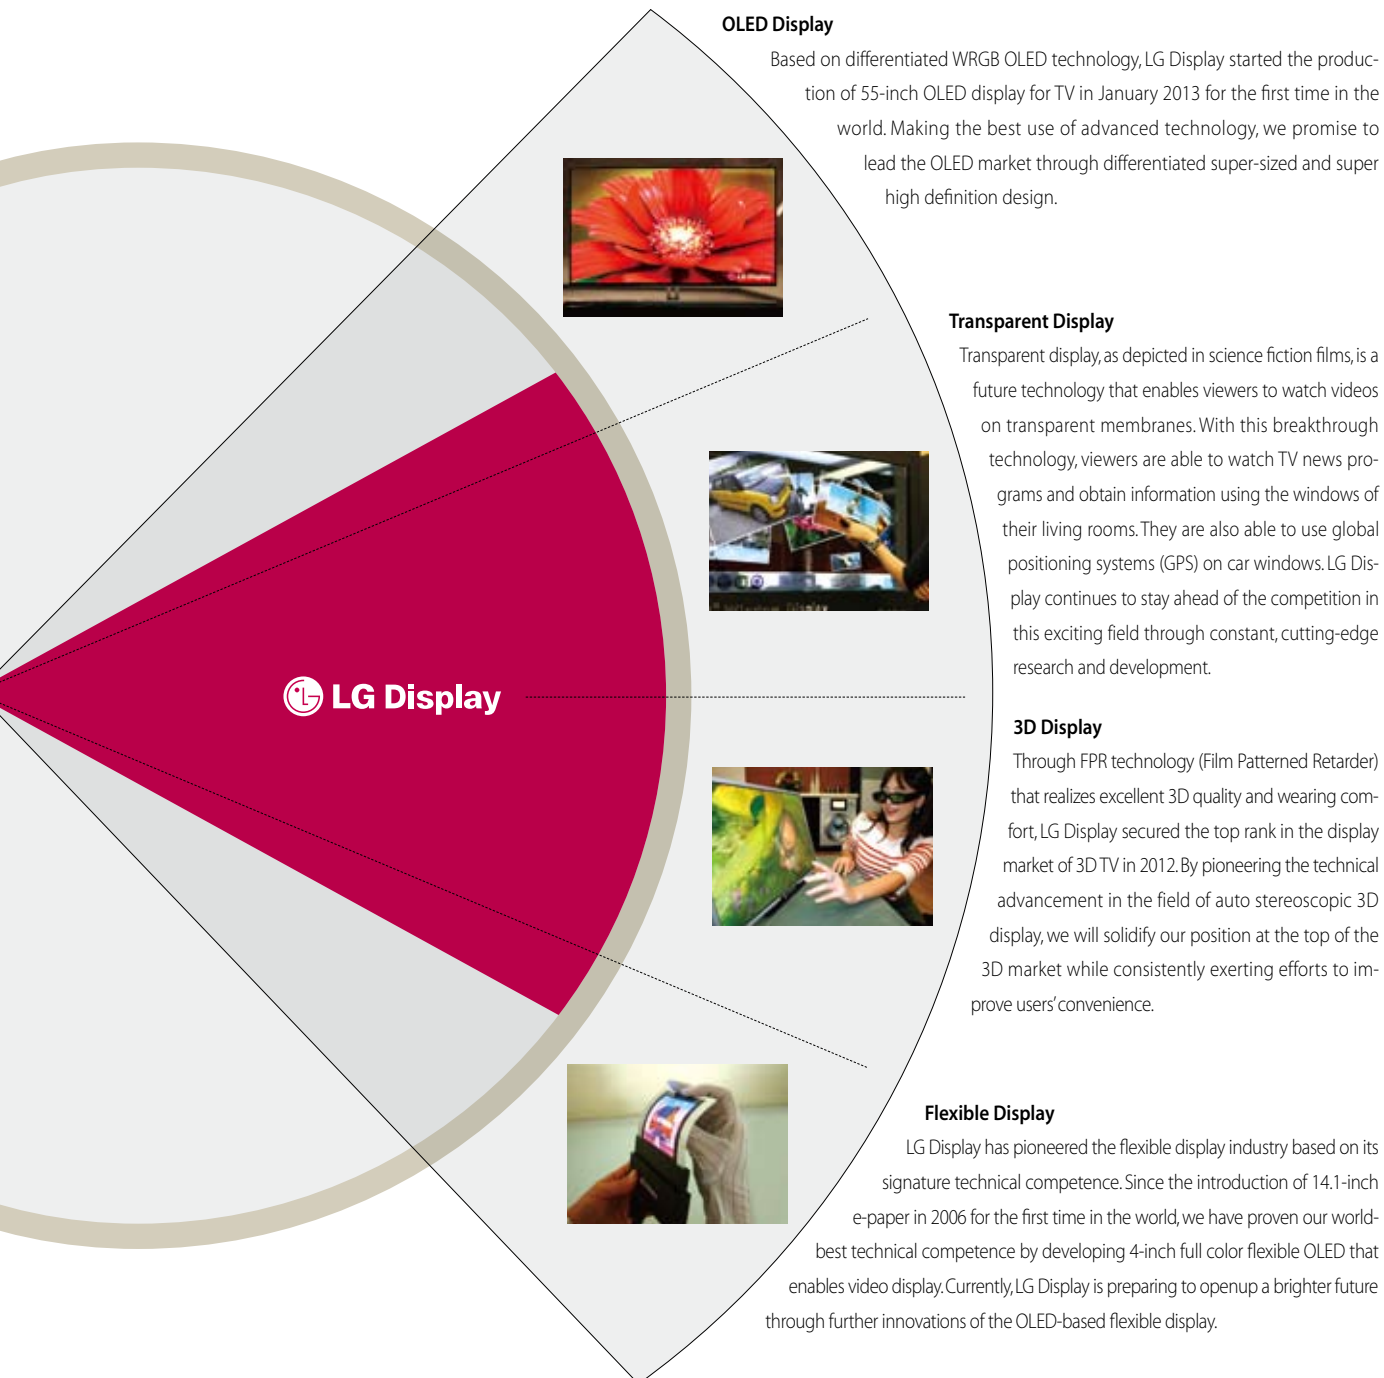 OLED Display
Based on differentiated WRGB OLED technology, LG Display started the produc-
tion of 55-inch OLED display for TV in January 2013 for the first time in the
world. Making the best use of advanced technology, we promise to
lead the OLED market through differentiated super-sized and super
high definition design.
LG Display
Transparent Display
Transparent display, as depicted in science fiction films, is a
future technology that enables viewers to watch videos
on transparent membranes. With this breakthrough
technology, viewers are able to watch TV news pro-
grams and obtain information using the windows of
their living rooms. They are also able to use global
positioning systems (GPS) on car windows. LG Dis-
play continues to stay ahead of the competition in
this exciting field through constant, cutting-edge
research and development.
LG Display
3D Display
Through FPR technology (Film Patterned Retarder)
that realizes excellent 3D quality and wearing com-
fort, LG Display secured the top rank in the display
market of 3D TV in 2012. By pioneering the technical
advancement in the field of auto stereoscopic 3D
display, we will solidify our position at the top of the
3D market while consistently exerting efforts to im-
prove users' convenience.
Flexible Display
LG Display has pioneered the flexible display industry based on its
signature technical competence. Since the introduction of 14.1-inch
e-paper in 2006 for the first time in the world, we have proven our world-
best technical competence by developing 4-inch full color flexible OLED that
enables video display. Currently, LG Display is preparing to openup a brighter future
through further innovations of the OLED-based flexible display.